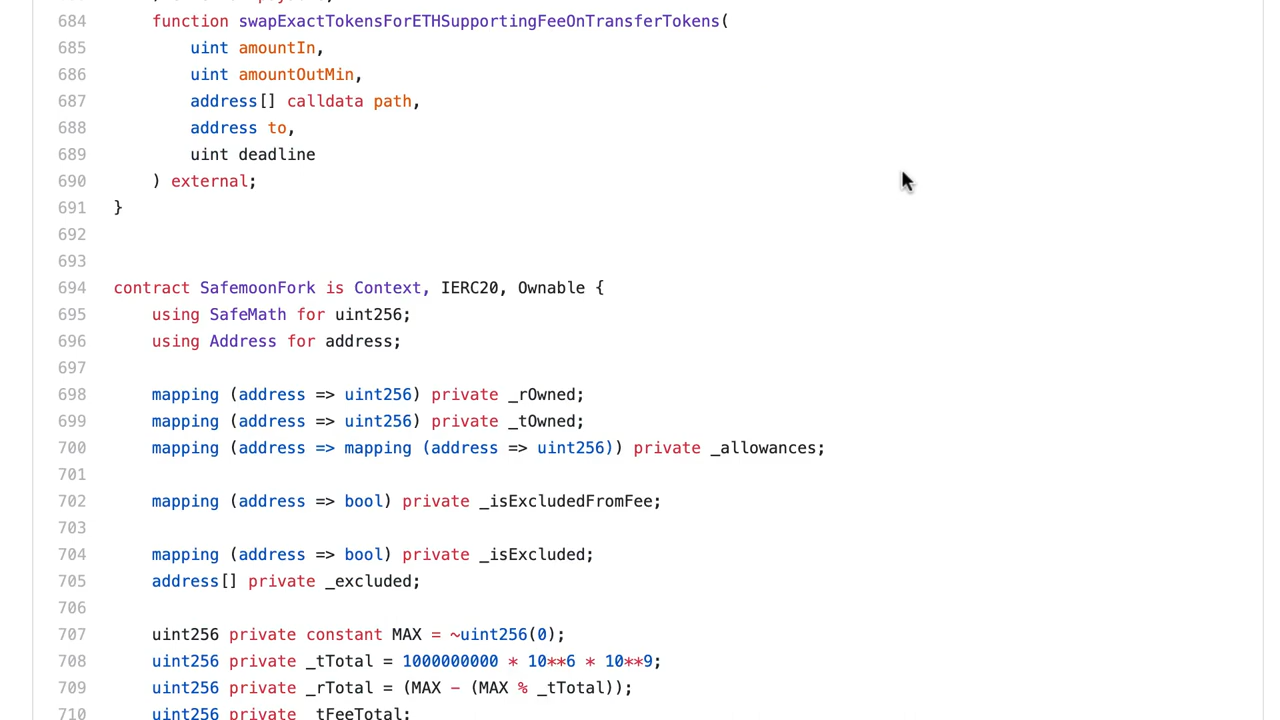 684 function swapExactTokensForETHSupportingFeeOnTransferTokens(
685 uint amountIn,
686 uint amountOutMin,
687 address[] calldata path,
688 address to,
689 uint deadline
690 ) external;
691 }
692
693
694 contract SafemoonFork is Context, IERC20, Ownable {
695 using SafeMath for uint256;
696 using Address for address;
697
698 mapping (address => uint256) private _rOwned;
699 mapping (address => uint256) private _tOwned;
700 mapping (address => mapping (address => uint256)) private _allowances;
701
702 mapping (address => bool) private _isExcludedFromFee;
703
704 mapping (address => bool) private _isExcluded;
705 address[] private _excluded;
706
707 uint256 private constant MAX = ~uint256(0);
708 uint256 private _tTotal = 1000000000 * 10**6 * 10**9;
709 uint256 private _rTotal = (MAX - (MAX % _tTotal));
710 uint256 private _tFeeTotal;